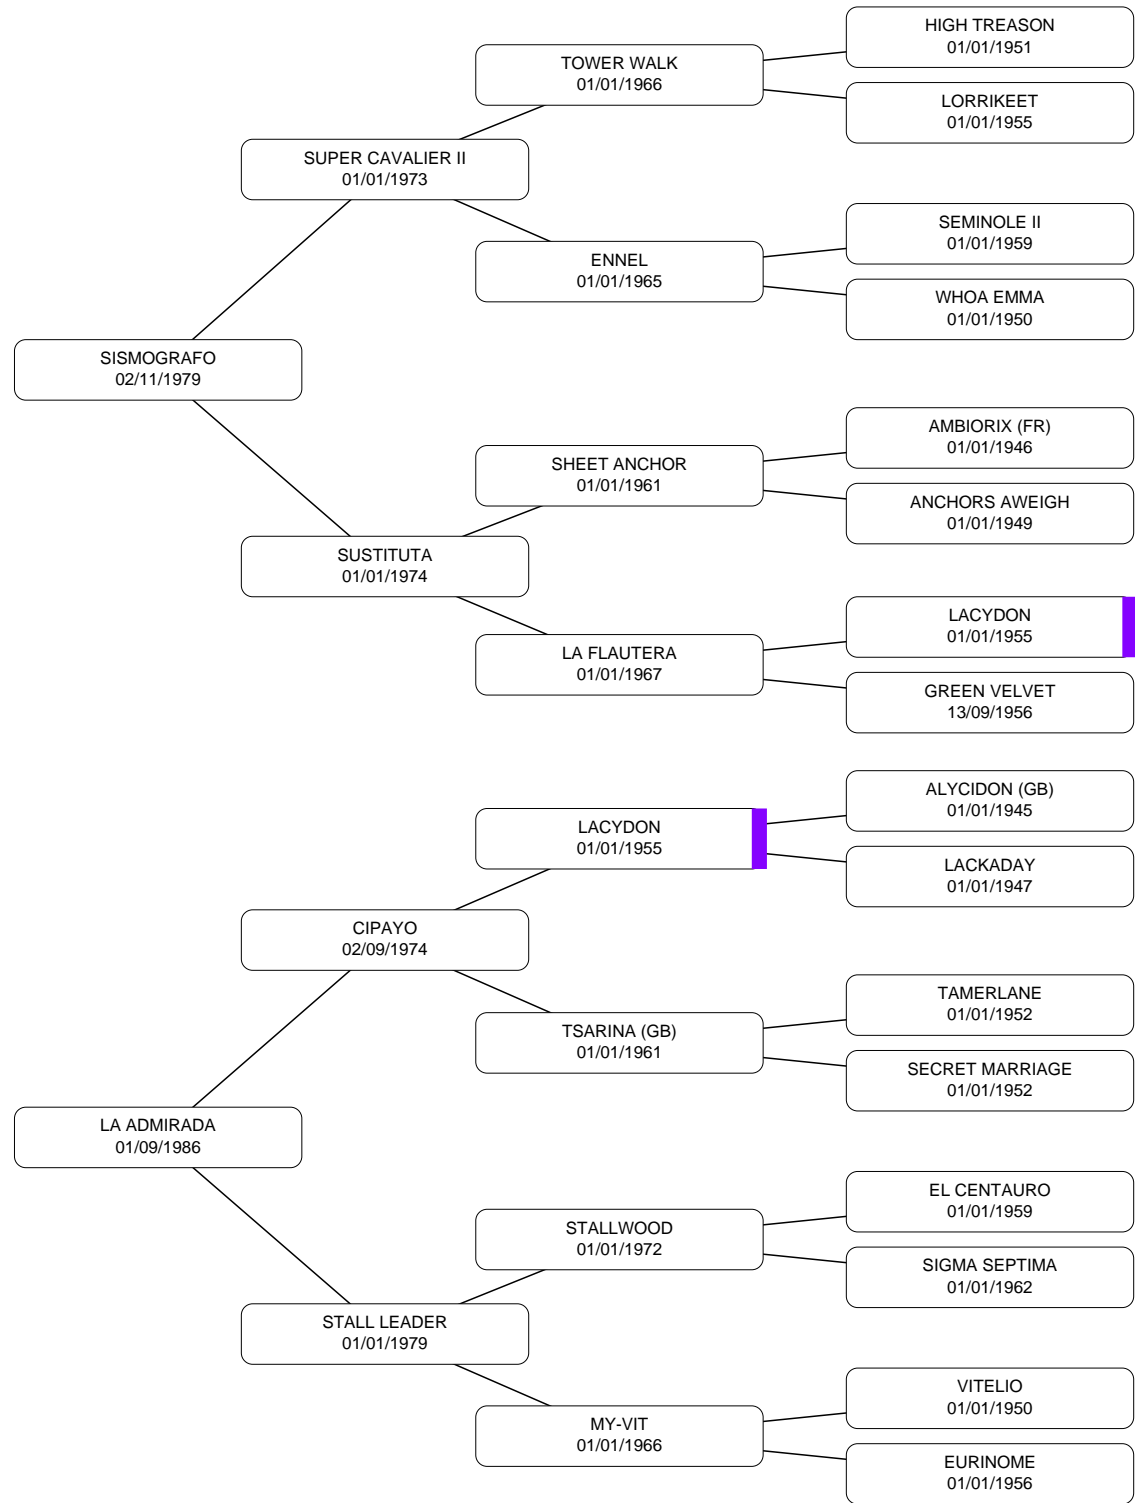 HIGH TREASON
01/01/1951
TOWER WALK
01/01/1966
LORRIKEET
01/01/1955
SUPER CAVALIER II
01/01/1973
SEMINOLE II
01/01/1959
ENNEL
01/01/1965
WHOA EMMA
01/01/1950
SISMOGRAFO
02/11/1979
AMBIORIX (FR)
01/01/1946
SHEET ANCHOR
01/01/1961
ANCHORS AWEIGH
01/01/1949
SUSTITUTA
01/01/1974
LACYDON
01/01/1955
LA FLAUTERA
01/01/1967
GREEN VELVET
13/09/1956
ALYCIDON (GB)
01/01/1945
LACYDON
01/01/1955
LACKADAY
01/01/1947
CIPAYO
02/09/1974
TAMERLANE
01/01/1952
TSARINA (GB)
01/01/1961
SECRET MARRIAGE
01/01/1952
LA ADMIRADA
01/09/1986
EL CENTAURO
01/01/1959
STALLWOOD
01/01/1972
SIGMA SEPTIMA
01/01/1962
STALL LEADER
01/01/1979
VITELIO
01/01/1950
MY-VIT
01/01/1966
EURINOME
01/01/1956